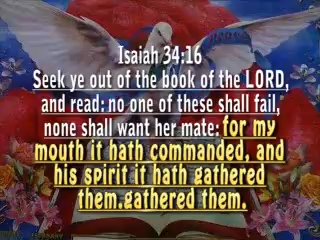 Isaiah 34:16
Seek ye out of the book of the LORD,
and read: no one of these shall fail,
none shall want her mate: for my
mouth it hath commanded, and
his spirit it hath gathered
them.gathered them.